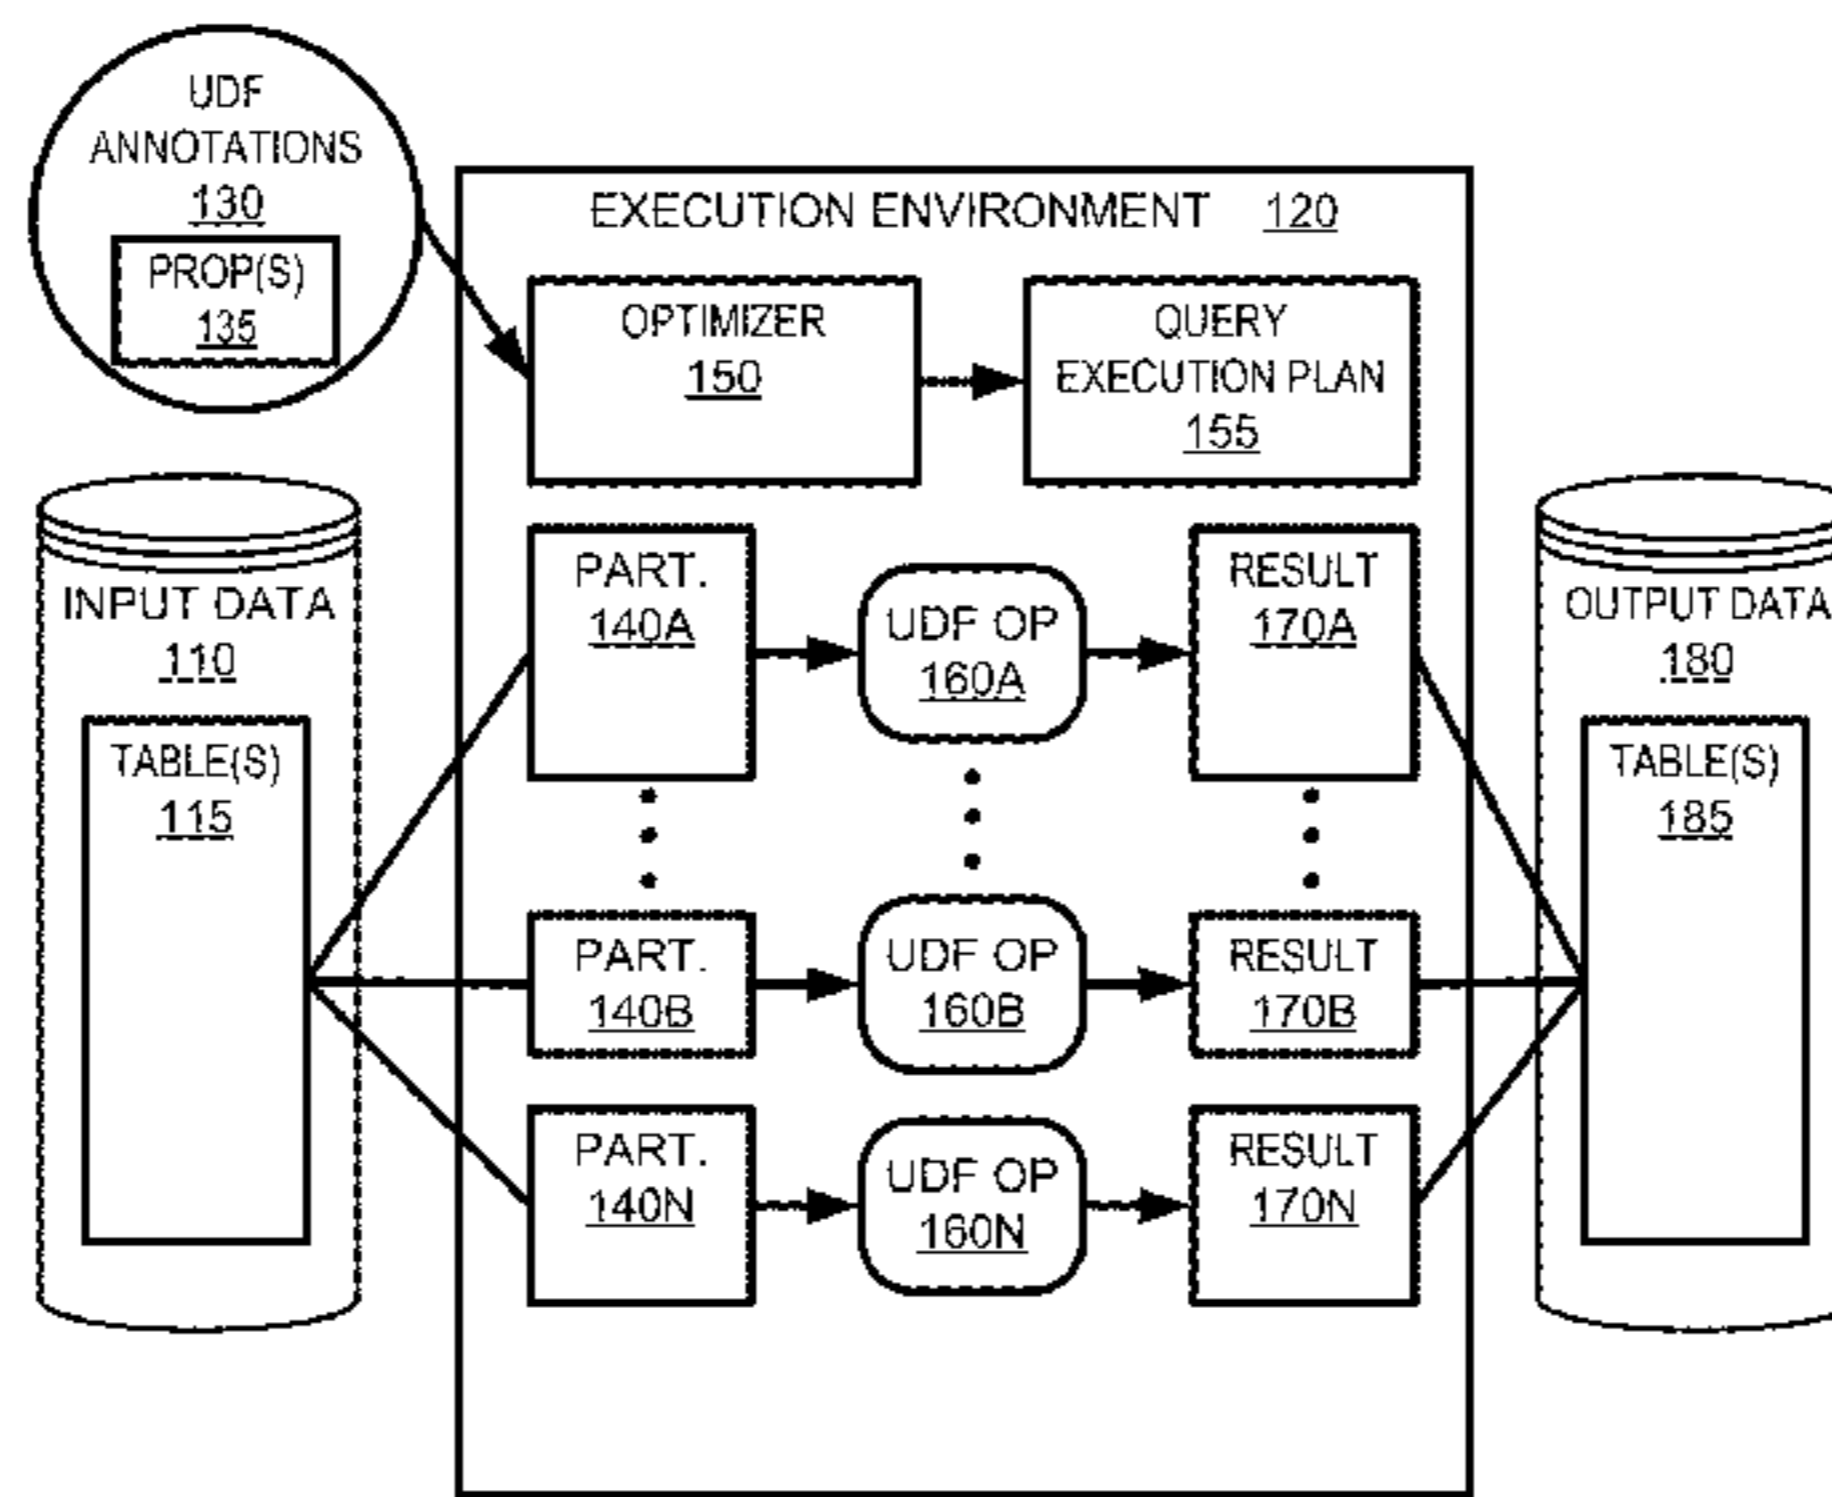 UDF
ANNOTATIONS
130
PROP(S)
135
EXECUTION ENVIRONMENT 120
OPTIMIZER
150
QUERY
EXECUTION PLAN
155
INPUT DATA
110
TABLE(S)
115
PART.
140A
UDF OP
160A
RESULT
170A
PART.
140B
UDF OP
160B
RESULT
170B
PART.
140N
UDF OP
160N
RESULT
170N
OUTPUT DATA
180
TABLE(S)
185